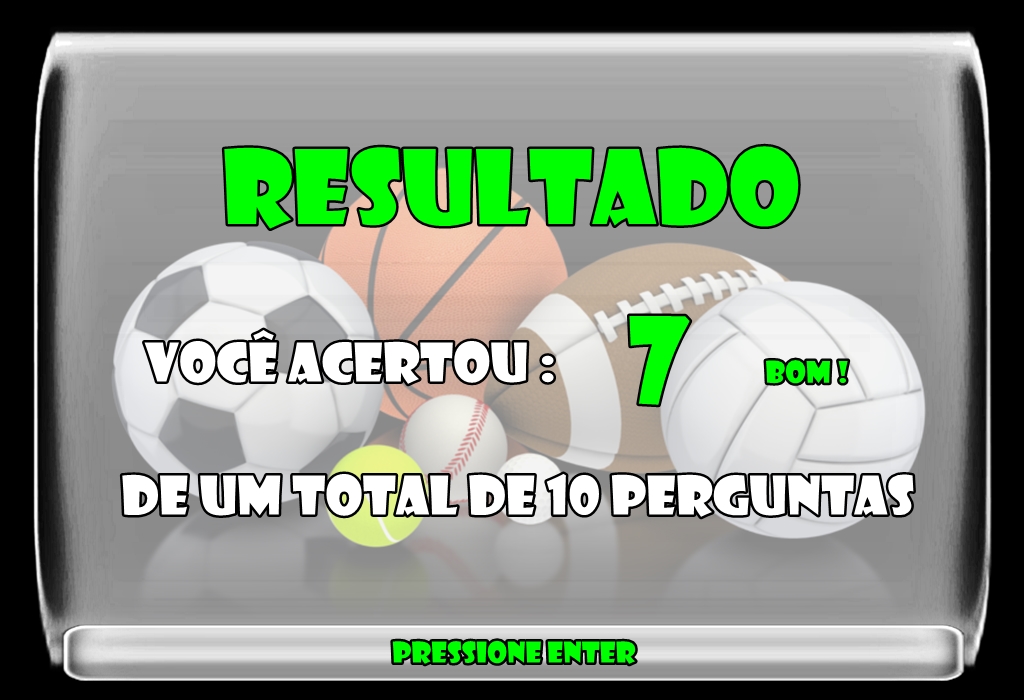 RESULTADO
VOCÊ ACERTOU : 7 BOM !
DE UM TOTAL DE 10 PERGUNTAS
PRESSIONE ENTER